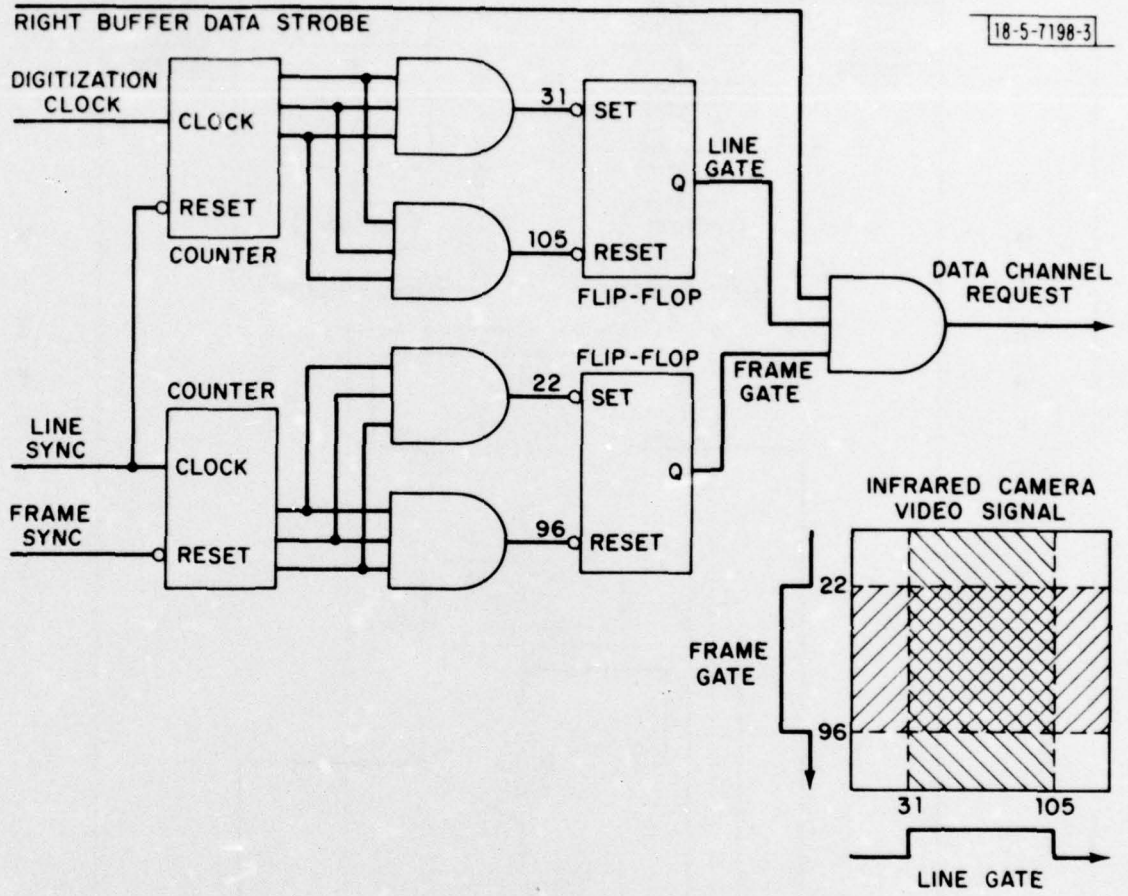 RIGHT BUFFER DATA STROBE
18-5-7198-3
DIGITIZATION
CLOCK
CLOCK
RESET
COUNTER
31
SET
Q
105
RESET
FLIP-FLOP
LINE
GATE
DATA CHANNEL
REQUEST
FLIP-FLOP
FRAME
GATE
COUNTER
22
SET
Q
96
RESET
LINE
SYNC
CLOCK
FRAME
SYNC
RESET
INFRARED CAMERA
VIDEO SIGNAL
22
FRAME
GATE
96
31 105
LINE GATE